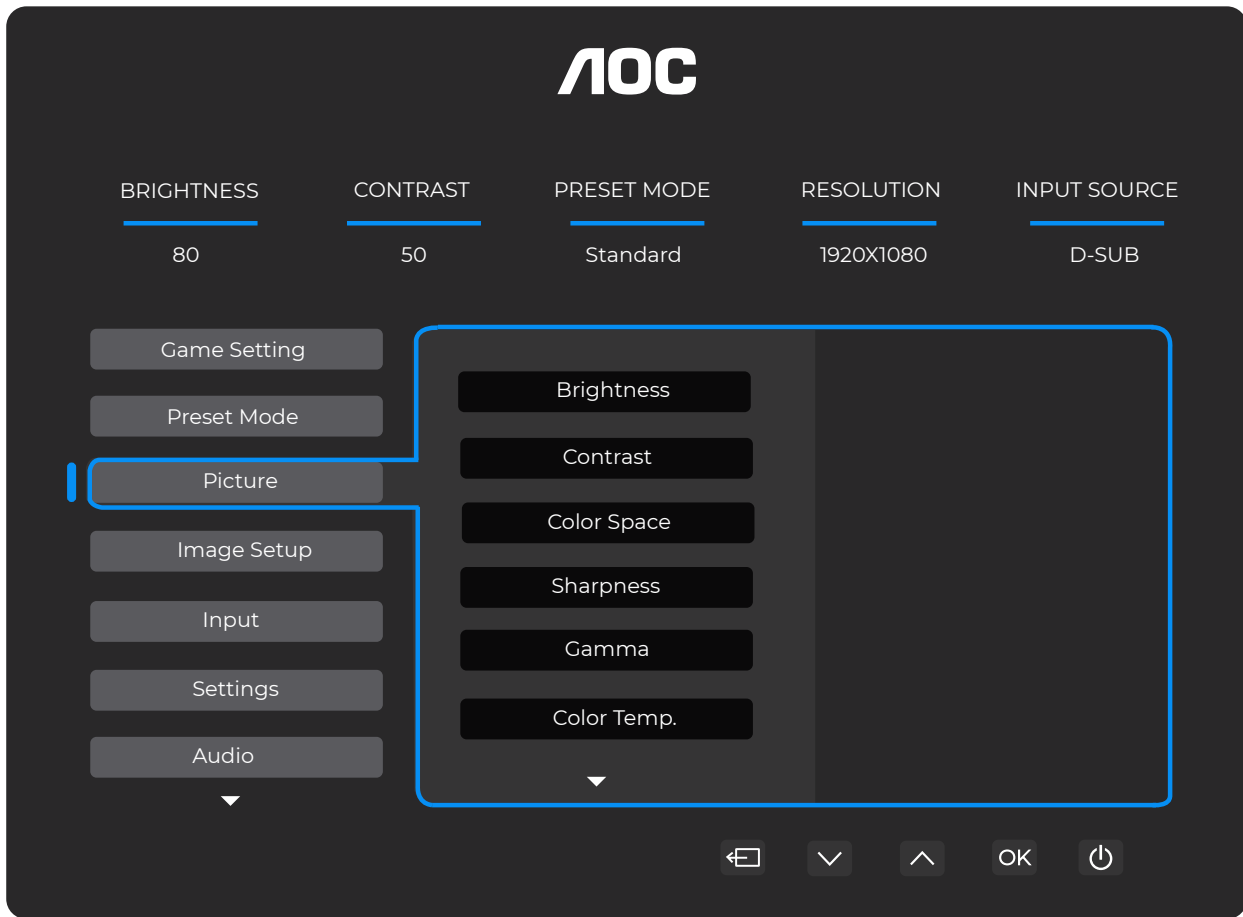 AOC
BRIGHTNESS CONTRAST PRESET MODE RESOLUTION INPUT SOURCE
80 50 Standard 1920X1080 D-SUB
Game Setting
Preset Mode
Picture
Image Setup
Input
Settings
Audio
Brightness
Contrast
Color Space
Sharpness
Gamma
Color Temp.
OK